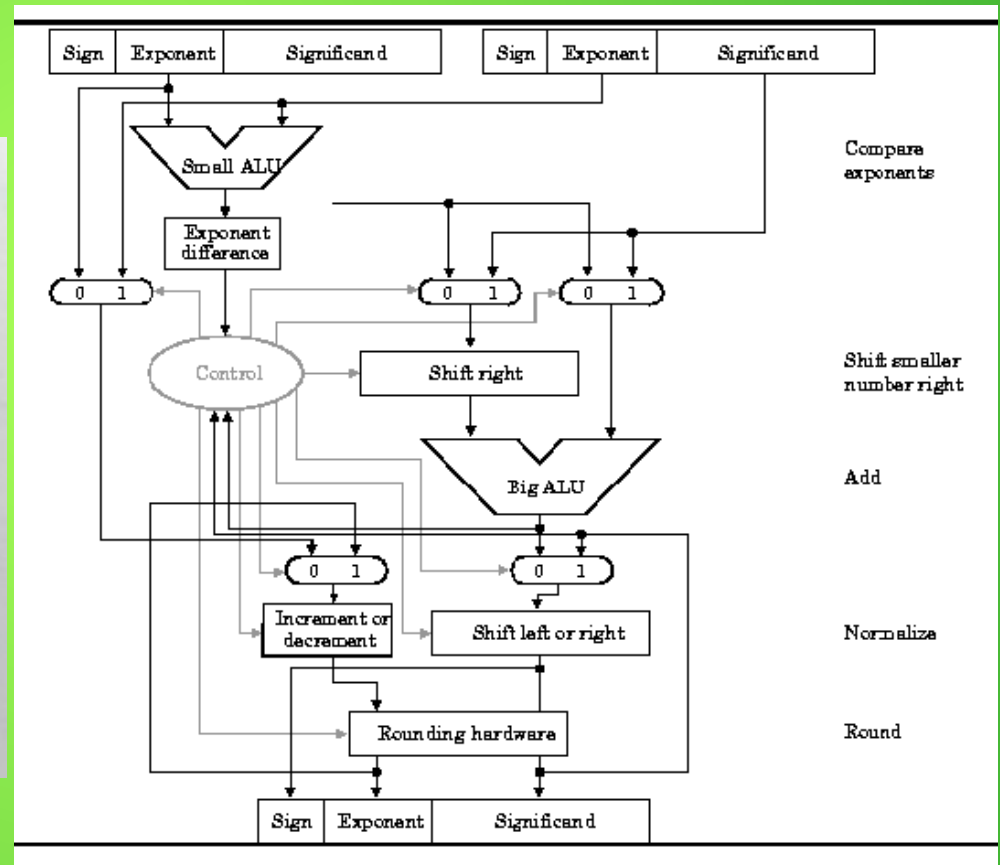 Sign Exponent Significand Sign Exponent Significand
Small ALU
Compare
exponents
Exponent
difference
0 1 0 1 0 1
Control
Shift right
Shift smaller
number right
Big ALU
Add
0 1 0 1
Increment or
decrement
Shift left or right
Normalize
Rounding hardware
Round
Sign Exponent Significand